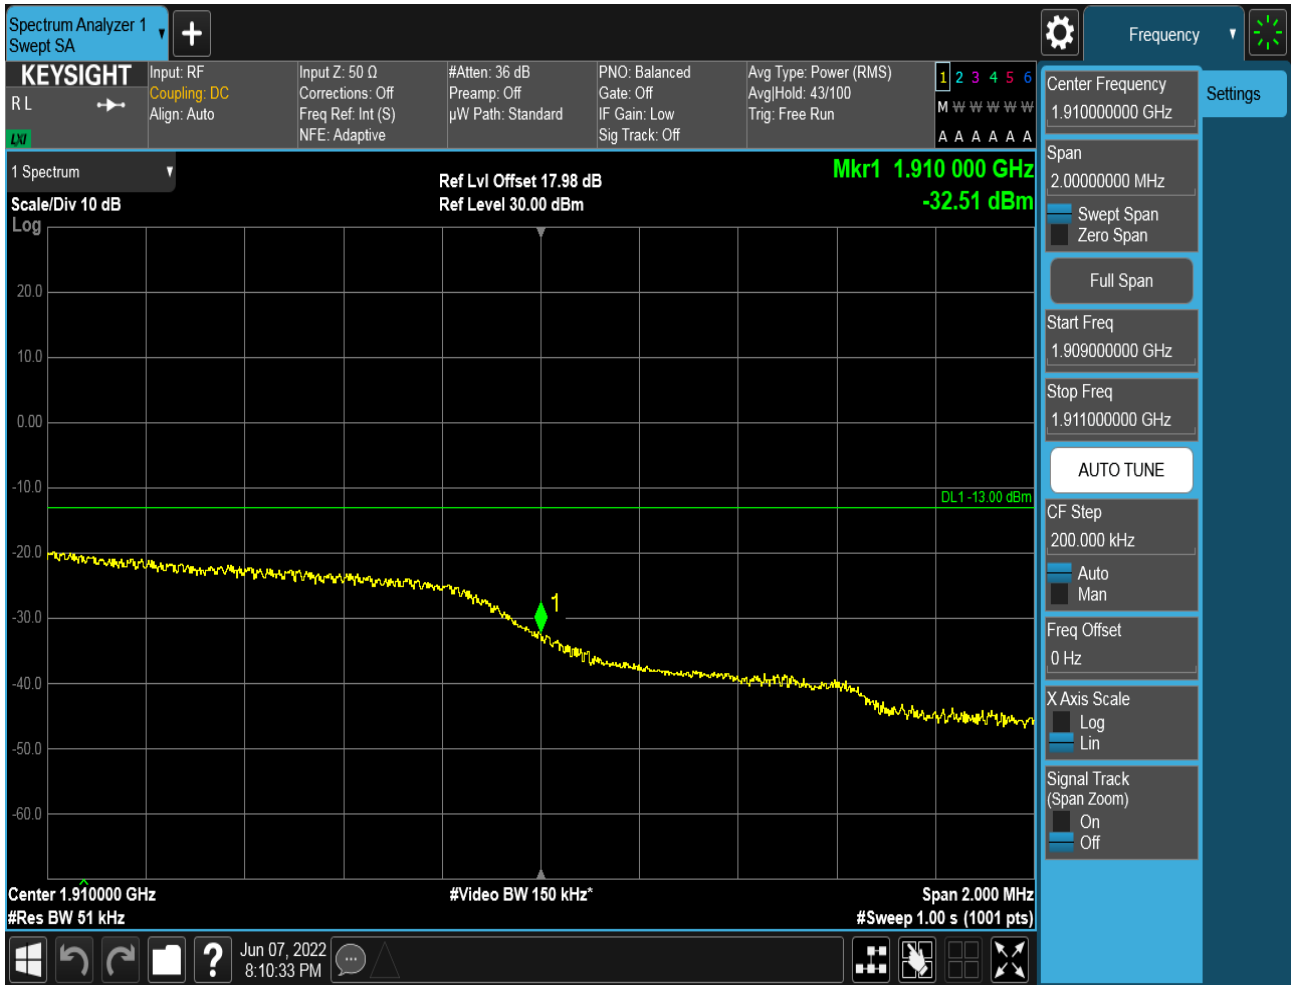 Spectrum Analyzer 1
Swept SA
Frequency
KEYSIGHT
R L
LXI
Input: RF
Coupling: DC
Align: Auto
Input Z: 50 Ω
Corrections: Off
Freq Ref: Int (S)
NFE: Adaptive
#Atten: 36 dB
Preamp: Off
µW Path: Standard
PNO: Balanced
Gate: Off
IF Gain: Low
Sig Track: Off
Avg Type: Power (RMS)
Avg|Hold: 43/100
Trig: Free Run
1 2 3 4 5 6
M W W W W W
A A A A A A
1 Spectrum
Scale/Div 10 dB
Log
Ref Lvl Offset 17.98 dB
Ref Level 30.00 dBm
Mkr1 1.910 000 GHz
-32.51 dBm
20.0
10.0
0.00
-10.0
DL1 -13.00 dBm
-20.0
1
-30.0
-40.0
-50.0
-60.0
Center 1.910000 GHz
#Res BW 51 kHz
#Video BW 150 kHz*
Span 2.000 MHz
#Sweep 1.00 s (1001 pts)
?
Jun 07, 2022
8:10:33 PM
Center Frequency
1.910000000 GHz
Settings
Span
2.00000000 MHz
Swept Span
Zero Span
Full Span
Start Freq
1.909000000 GHz
Stop Freq
1.911000000 GHz
AUTO TUNE
CF Step
200.000 kHz
Auto
Man
Freq Offset
0 Hz
X Axis Scale
Log
Lin
Signal Track
(Span Zoom)
On
Off